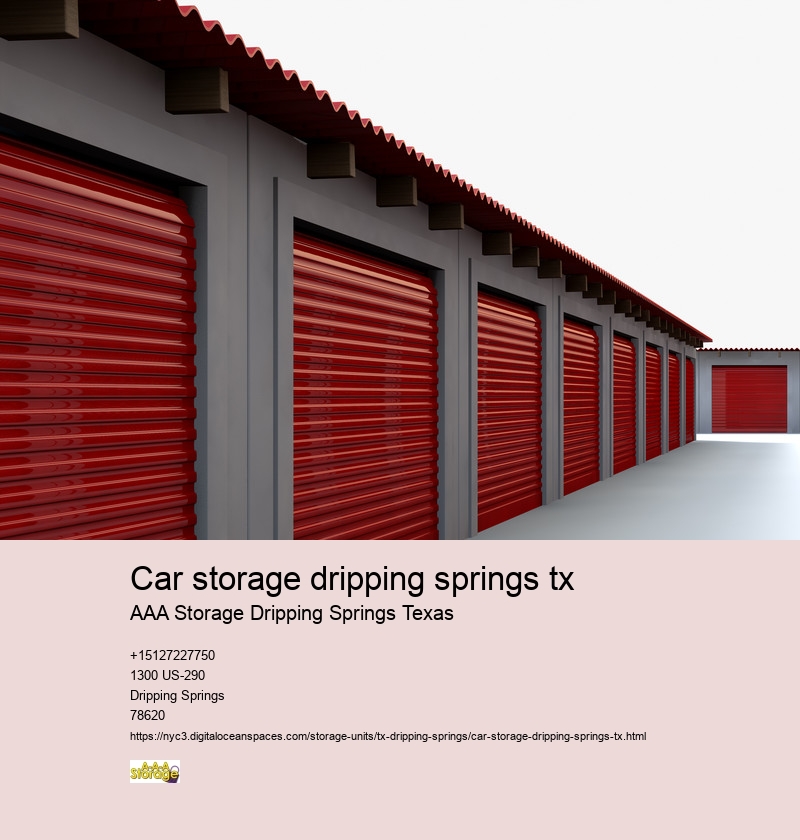 Car storage dripping springs tx
AAA Storage Dripping Springs Texas
+15127227750
1300 US-290
Dripping Springs
78620
https://nyc3.digitaloceanspaces.com/storage-units/tx-dripping-springs/car-storage-dripping-springs-tx.html
AAA
Storage